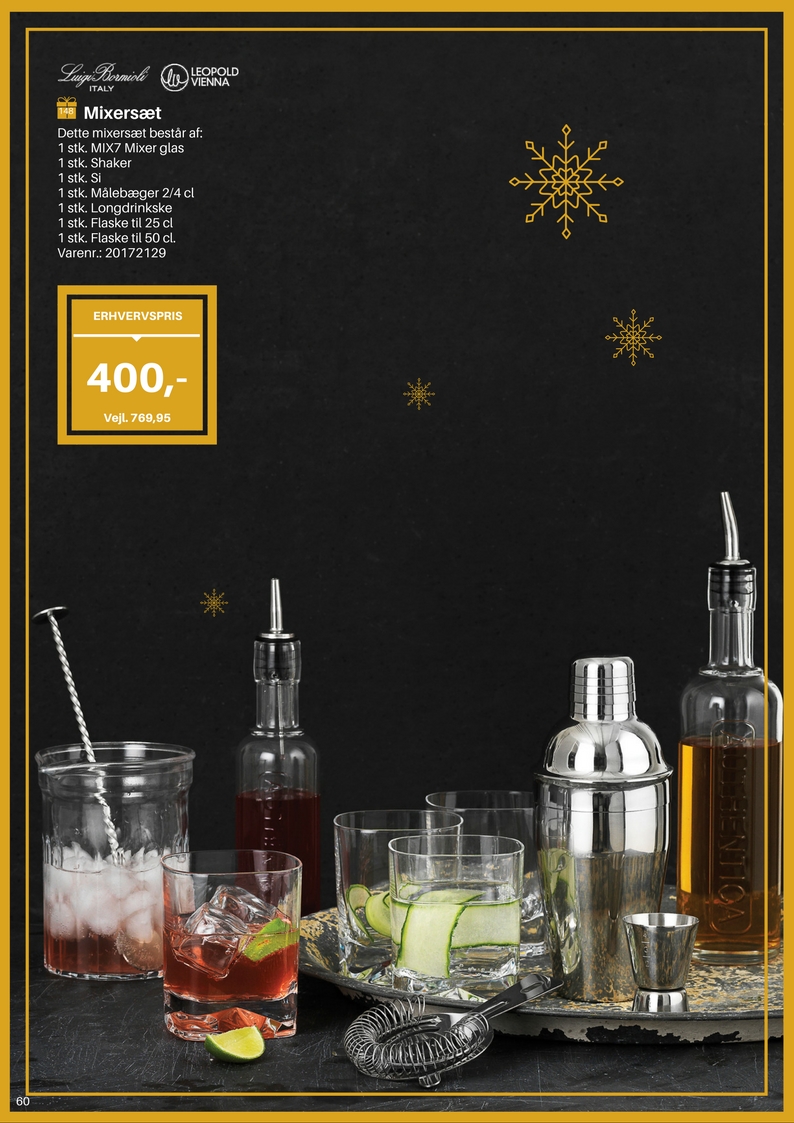 Luigi Bormioli
ITALY
LEOPOLD
VIENNA
148
Mixersæt
Dette mixersæt består af:
1 stk. MIX7 Mixer glas
1 stk. Shaker
1 stk. Si
1 stk. Målebæger 2/4 cl
1 stk. Longdrinkske
1 stk. Flaske til 25 cl
1 stk. Flaske til 50 cl.
Varenr.: 20172129
ERHVERVSPRIS
400,-
Vejl. 769,95
60